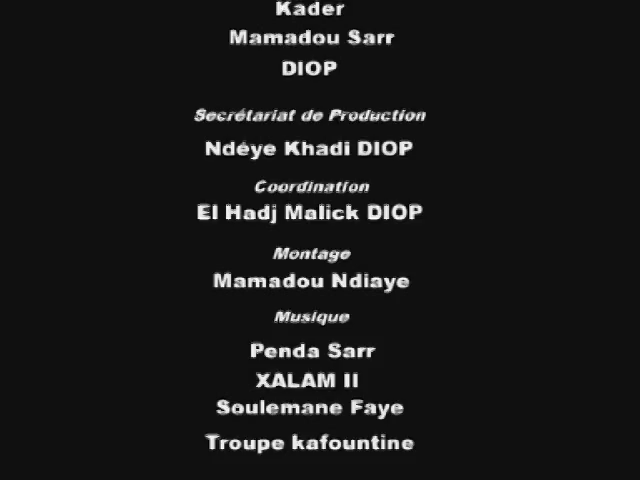 Kader
Mamadou Sarr
DIOP
Secrétariat de Production
Ndéye Khadi DIOP
Coordination
El Hadj Malick DIOP
Montage
Mamadou Ndiaye
Musique
Penda Sarr
XALAM II
Soulemane Faye
Troupe kafountine